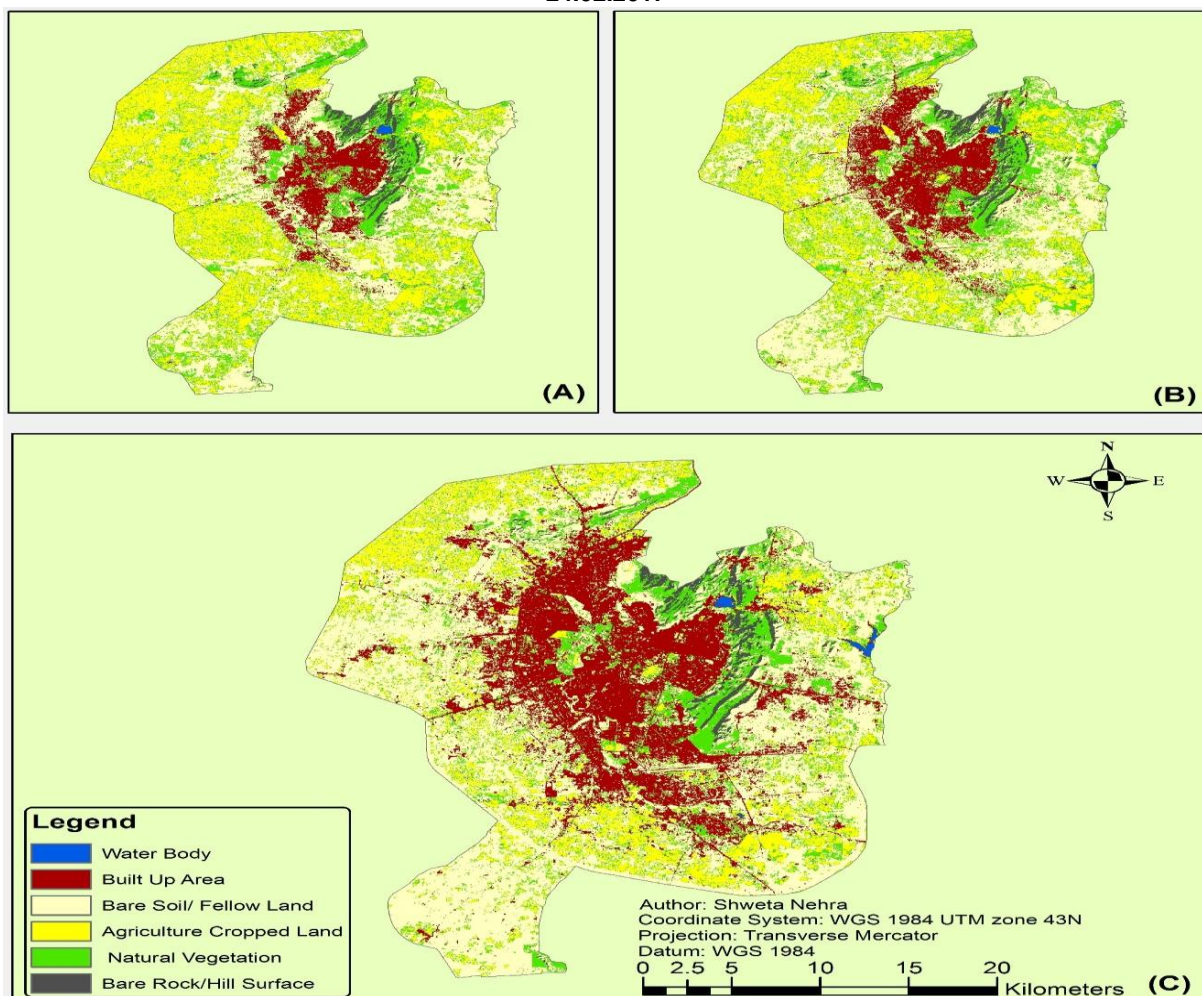 (A)
(B)
N
W E
S
Legend
Water Body
Built Up Area
Bare Soil/ Fellow Land
Agriculture Cropped Land
Natural Vegetation
Bare Rock/Hill Surface
Author: Shweta Nehra
Coordinate System: WGS 1984 UTM zone 43N
Projection: Transverse Mercator
Datum: WGS 1984
0 2.5 5 10 15 20
Kilometers
(C)